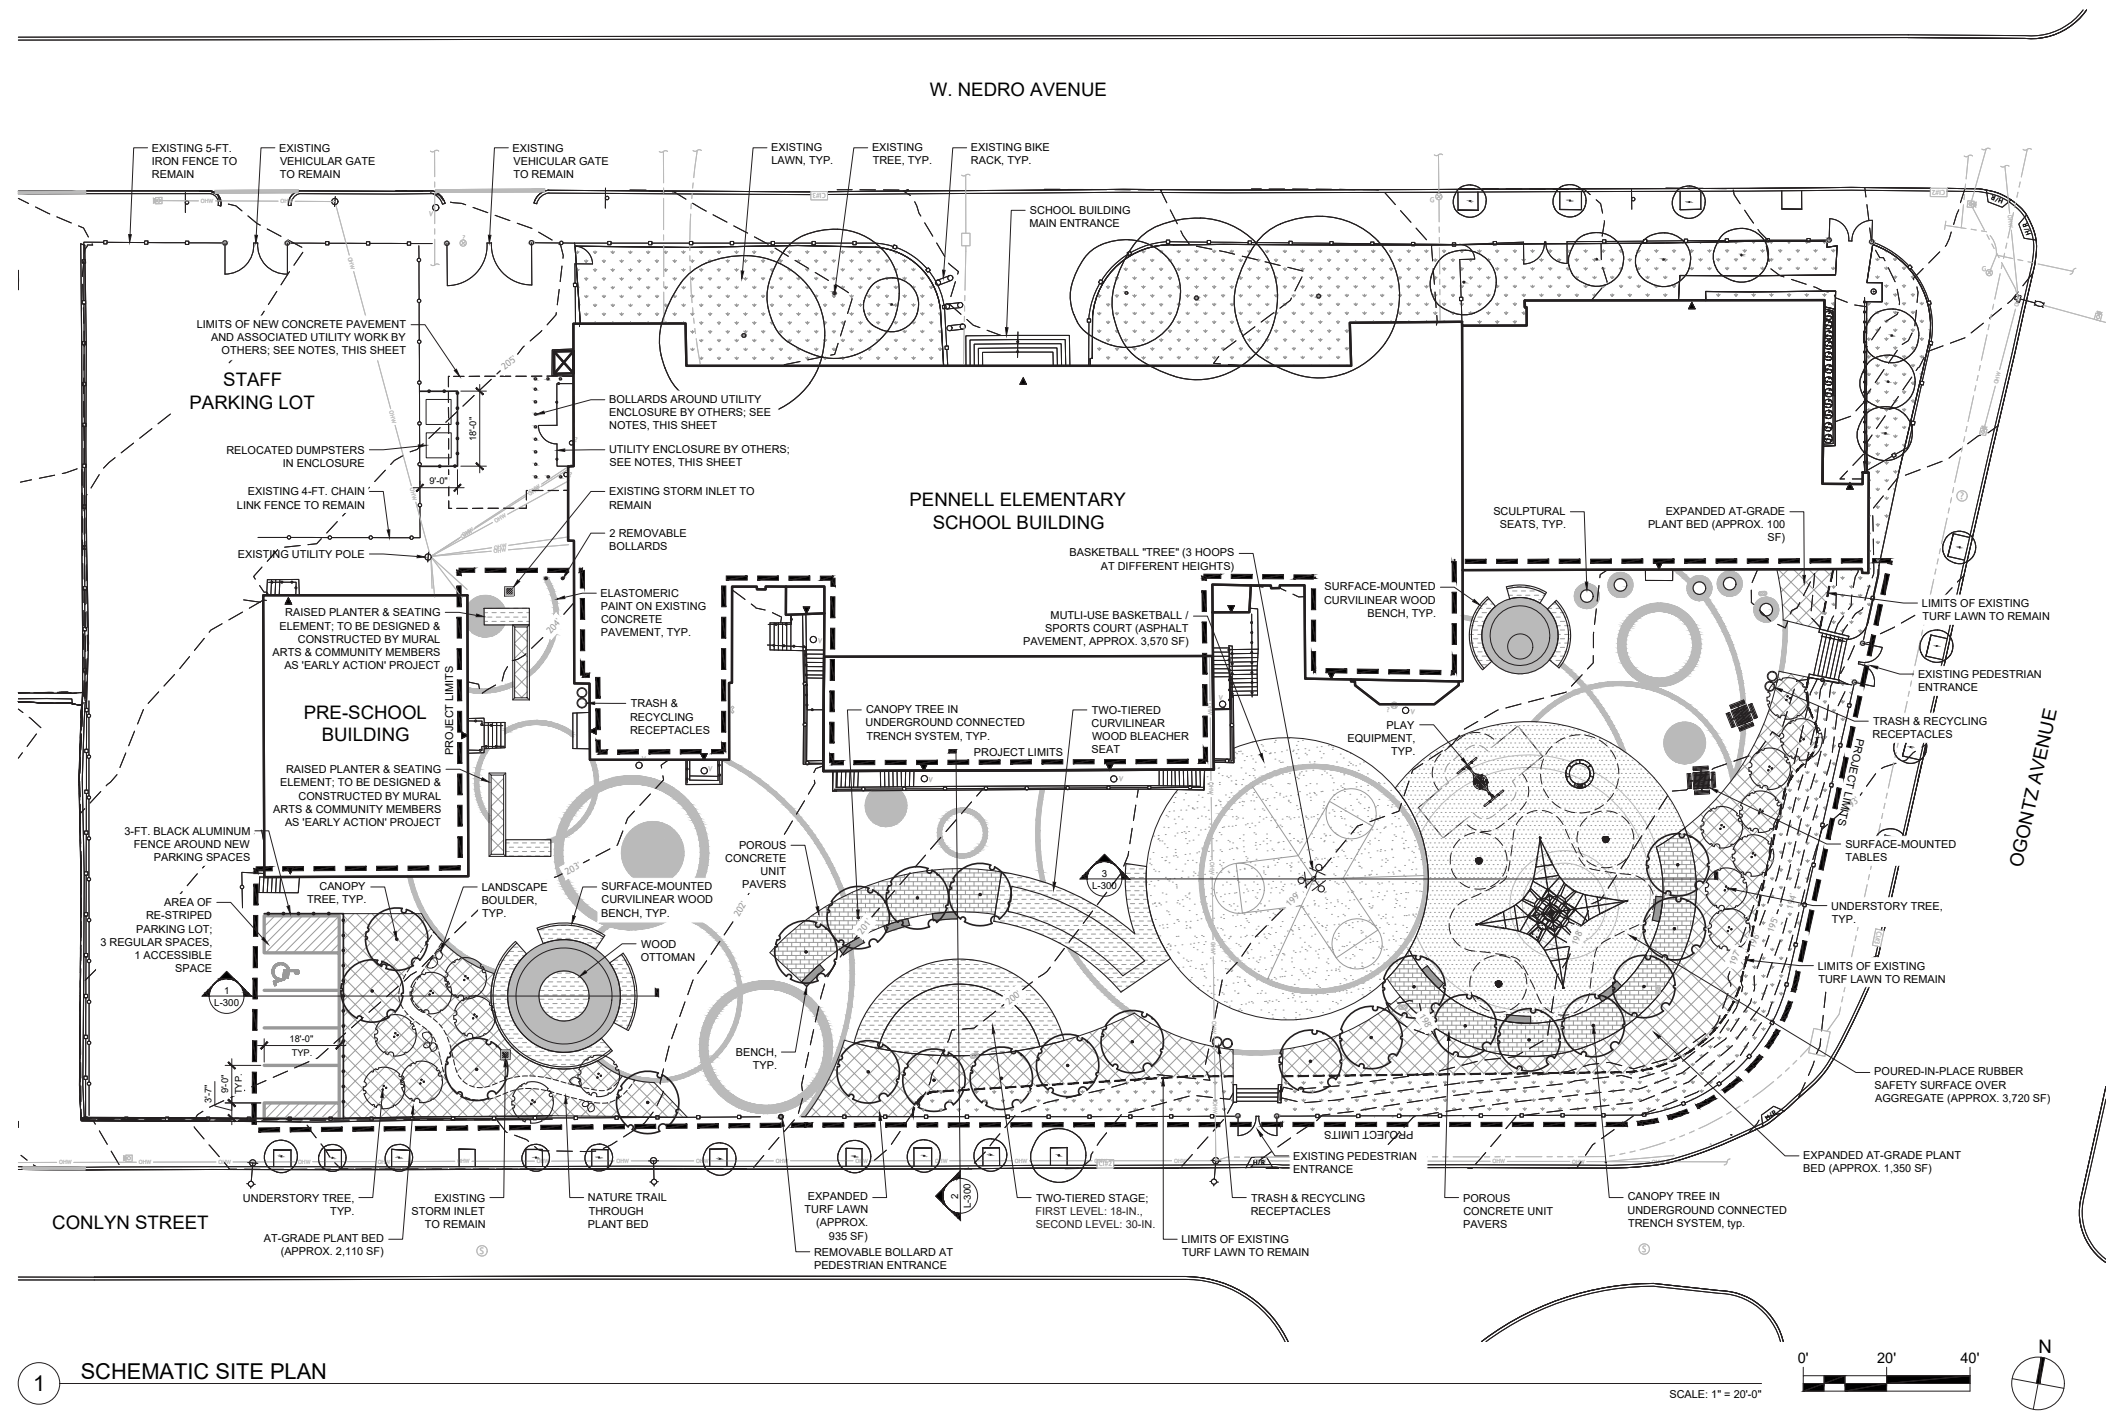 W. NEDRO AVENUE
EXISTING 5-FT.
IRON FENCE TO
REMAIN
EXISTING
VEHICULAR GATE
TO REMAIN
EXISTING
VEHICULAR GATE
TO REMAIN
EXISTING
LAWN, TYP.
EXISTING
TREE, TYP.
EXISTING BIKE
RACK, TYP.
SCHOOL BUILDING
MAIN ENTRANCE
LIMITS OF NEW CONCRETE PAVEMENT
AND ASSOCIATED UTILITY WORK BY
OTHERS; SEE NOTES, THIS SHEET
STAFF
PARKING LOT
205
18'-0"
9'-0"
BOLLARDS AROUND UTILITY
ENCLOSURE BY OTHERS; SEE
NOTES, THIS SHEET
RELOCATED DUMPSTERS
IN ENCLOSURE
UTILITY ENCLOSURE BY OTHERS;
SEE NOTES, THIS SHEET
EXISTING 4-FT. CHAIN
LINK FENCE TO REMAIN
EXISTING STORM INLET TO
REMAIN
2 REMOVABLE
BOLLARDS
EXISTING UTILITY POLE
PENNELL ELEMENTARY
SCHOOL BUILDING
BASKETBALL "TREE" (3 HOOPS
AT DIFFERENT HEIGHTS)
SCULPTURAL
SEATS, TYP.
EXPANDED AT-GRADE
PLANT BED (APPROX. 100
SF)
RAISED PLANTER & SEATING
ELEMENT; TO BE DESIGNED &
CONSTRUCTED BY MURAL
ARTS & COMMUNITY MEMBERS
AS 'EARLY ACTION' PROJECT
204
ELASTOMERIC
PAINT ON EXISTING
CONCRETE
PAVEMENT, TYP.
MUTLI-USE BASKETBALL /
SPORTS COURT (ASPHALT
PAVEMENT, APPROX. 3,570 SF)
SURFACE-MOUNTED
CURVILINEAR WOOD
BENCH, TYP.
LIMITS OF EXISTING
TURF LAWN TO REMAIN
EXISTING PEDESTRIAN
ENTRANCE
PROJECT LIMITS
PRE-SCHOOL
BUILDING
TRASH &
RECYCLING
RECEPTACLES
CANOPY TREE IN
UNDERGROUND CONNECTED
TRENCH SYSTEM, TYP.
PROJECT LIMITS
TWO-TIERED
CURVILINEAR
WOOD BLEACHER
SEAT
PLAY
EQUIPMENT,
TYP.
TRASH & RECYCLING
RECEPTACLES
PROJECT LIMITS
OGONTZ AVENUE
RAISED PLANTER & SEATING
ELEMENT; TO BE DESIGNED &
CONSTRUCTED BY MURAL
ARTS & COMMUNITY MEMBERS
AS 'EARLY ACTION' PROJECT
3-FT. BLACK ALUMINUM
FENCE AROUND NEW
PARKING SPACES
POROUS
CONCRETE
UNIT
PAVERS
SURFACE-MOUNTED
TABLES
203
202
201
200
199
198
198
197
195
3
L-300
CANOPY
TREE, TYP.
LANDSCAPE
BOULDER,
TYP.
SURFACE-MOUNTED
CURVILINEAR WOOD
BENCH, TYP.
AREA OF
RE-STRIPED
PARKING LOT;
3 REGULAR SPACES,
1 ACCESSIBLE
SPACE
WOOD
OTTOMAN
UNDERSTORY TREE,
TYP.
LIMITS OF EXISTING
TURF LAWN TO REMAIN
1
L-300
18'-0"
TYP.
9'-0"
TYP.
3'-7"
BENCH,
TYP.
POURED-IN-PLACE RUBBER
SAFETY SURFACE OVER
AGGREGATE (APPROX. 3,720 SF)
PROJECT LIMITS
EXISTING PEDESTRIAN
ENTRANCE
EXPANDED AT-GRADE PLANT
BED (APPROX. 1,350 SF)
CONLYN STREET
UNDERSTORY TREE,
TYP.
AT-GRADE PLANT BED
(APPROX. 2,110 SF)
EXISTING
STORM INLET
TO REMAIN
NATURE TRAIL
THROUGH
PLANT BED
EXPANDED
TURF LAWN
(APPROX.
935 SF)
REMOVABLE BOLLARD AT
PEDESTRIAN ENTRANCE
2
L-300
TWO-TIERED STAGE;
FIRST LEVEL: 18-IN.,
SECOND LEVEL: 30-IN.
LIMITS OF EXISTING
TURF LAWN TO REMAIN
TRASH & RECYCLING
RECEPTACLES
POROUS
CONCRETE UNIT
PAVERS
CANOPY TREE IN
UNDERGROUND CONNECTED
TRENCH SYSTEM, typ.
1
SCHEMATIC SITE PLAN
SCALE: 1" = 20'-0"
0' 20' 40'
N